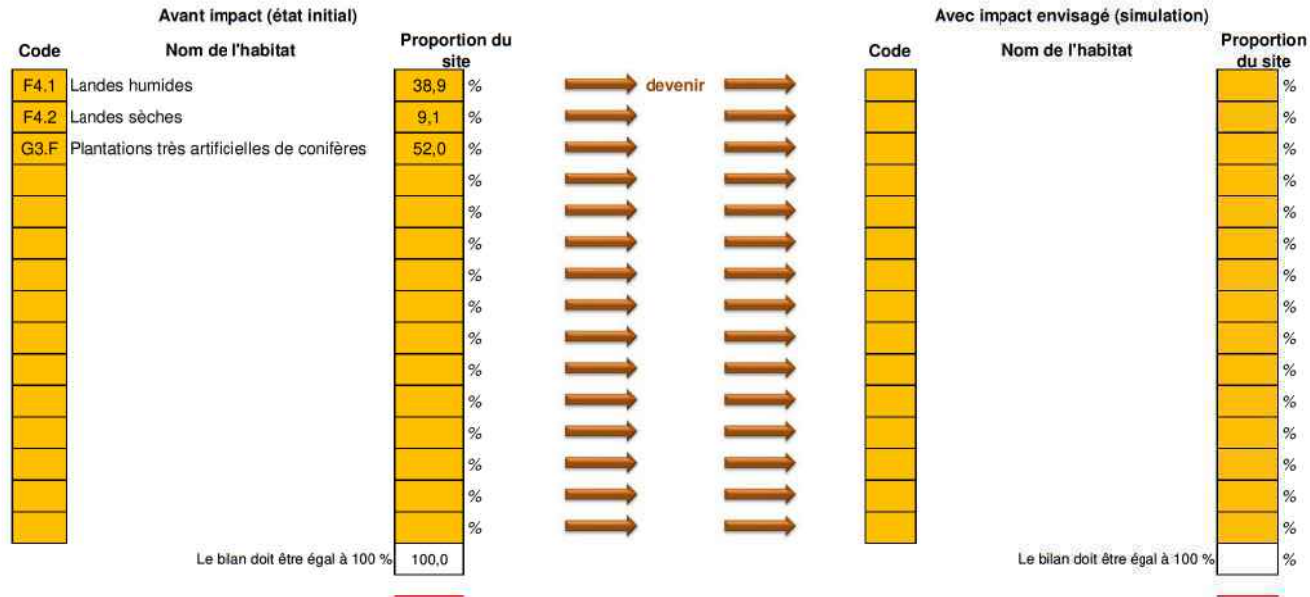 Avant impact (état initial)
Avec impact envisagé (simulation)
Code Nom de l'habitat Proportion du site
Code Nom de l'habitat Proportion du site
F4.1 Landes humides 38,9 % devenir %
F4.2 Landes sèches 9,1 % %
G3.F Plantations très artificielles de conifères 52,0 % %
% %
% %
% %
% %
% %
% %
% %
% %
% %
% %
% %
% %
Le bilan doit être égal à 100 % 100,0 Le bilan doit être égal à 100 % %